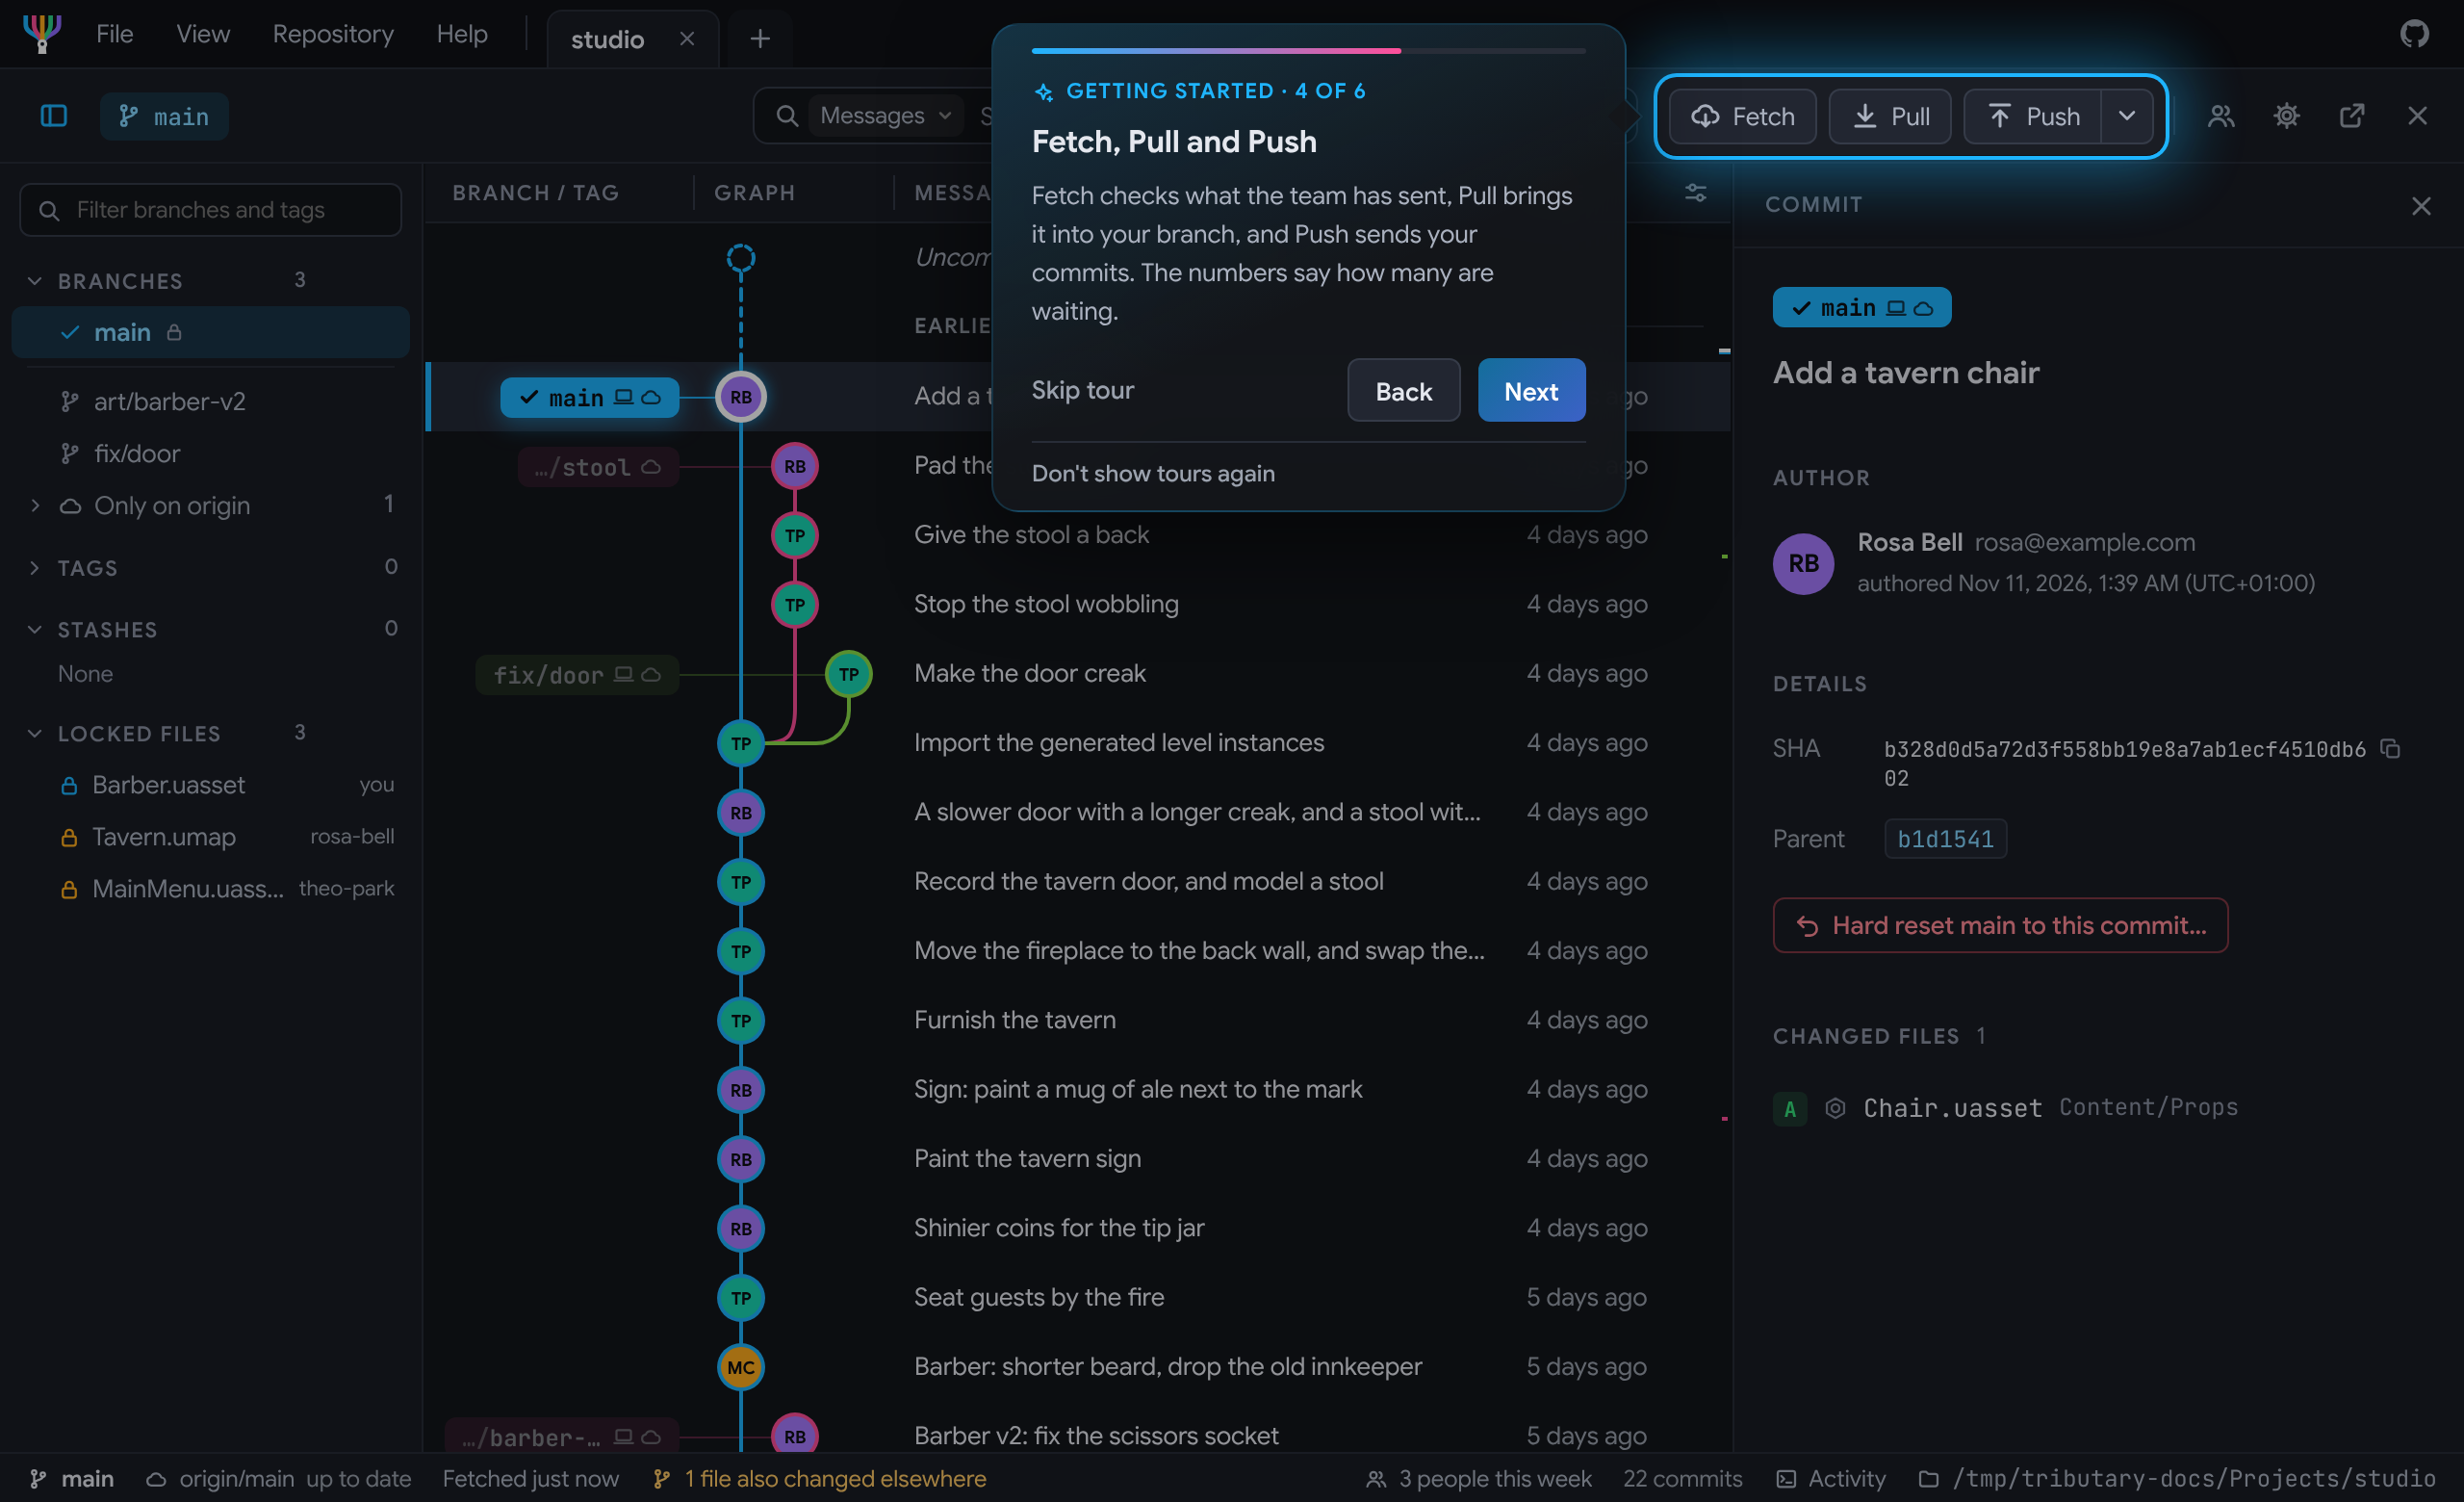 File View Repository Help studio
main
Messages
Fetch Pull Push
GETTING STARTED · 4 OF 6
Fetch, Pull and Push
Fetch checks what the team has sent, Pull brings
it into your branch, and Push sends your
commits. The numbers say how many are
waiting.
Skip tour Back Next
Don't show tours again
Filter branches and tags
BRANCHES 3
main
art/barber-v2
fix/door
Only on origin 1
TAGS 0
STASHES 0
None
LOCKED FILES 3
Barber.uasset you
Tavern.umap rosa-bell
MainMenu.uass... theo-park
BRANCH / TAG GRAPH
main RB
…/stool RB
TP Give the stool a back 4 days ago
TP Stop the stool wobbling 4 days ago
fix/door TP Make the door creak 4 days ago
TP Import the generated level instances 4 days ago
RB A slower door with a longer creak, and a stool wit... 4 days ago
TP Record the tavern door, and model a stool 4 days ago
TP Move the fireplace to the back wall, and swap the... 4 days ago
TP Furnish the tavern 4 days ago
RB Sign: paint a mug of ale next to the mark 4 days ago
RB Paint the tavern sign 4 days ago
RB Shinier coins for the tip jar 4 days ago
TP Seat guests by the fire 5 days ago
MC Barber: shorter beard, drop the old innkeeper 5 days ago
…/barber-… RB Barber v2: fix the scissors socket 5 days ago
COMMIT
main
Add a tavern chair
AUTHOR
RB Rosa Bell rosa@example.com
authored Nov 11, 2026, 1:39 AM (UTC+01:00)
DETAILS
SHA b328d0d5a72d3f558bb19e8a7ab1ecf4510db6
02
Parent b1d1541
Hard reset main to this commit...
CHANGED FILES 1
A Chair.uasset Content/Props
main origin/main up to date Fetched just now 1 file also changed elsewhere 3 people this week 22 commits Activity /tmp/tributary-docs/Projects/studio